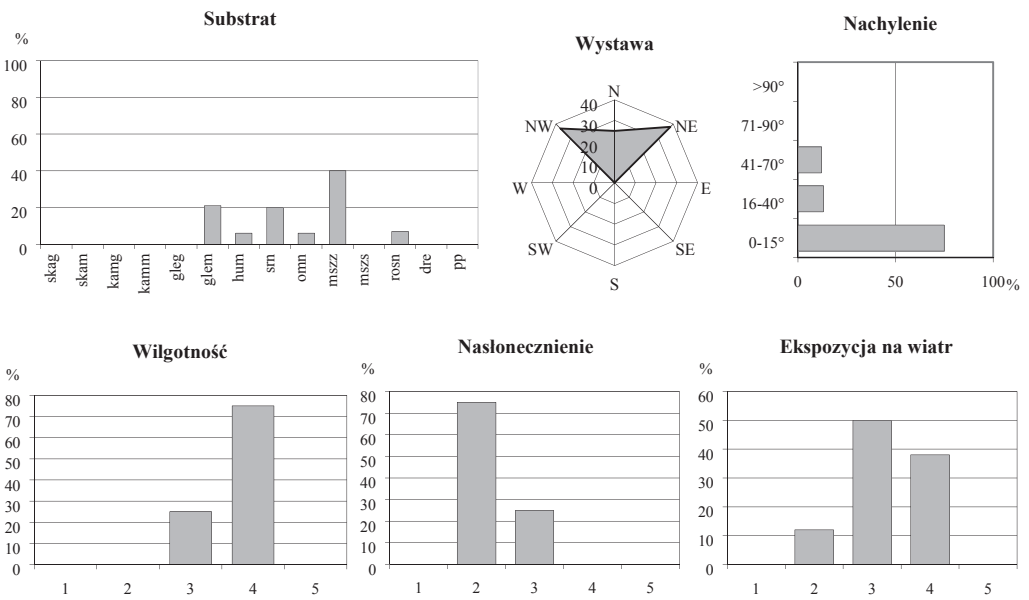 Substrat
%
100
80
60
40
20
0
skag
skam
kamg
kamm
gleg
glem
hum
srn
omn
mszz
mszs
rosn
dre
pp
Wystawa
N
NE
E
SE
S
SW
W
NW
40
30
20
10
0
Nachylenie
>90°
71-90°
41-70°
16-40°
0-15°
0 50 100%
Wilgotność
%
80
70
60
50
40
30
20
10
0
1 2 3 4 5
Nasłonecznienie
%
80
70
60
50
40
30
20
10
0
1 2 3 4 5
Ekspozycja na wiatr
%
60
50
40
30
20
10
0
1 2 3 4 5